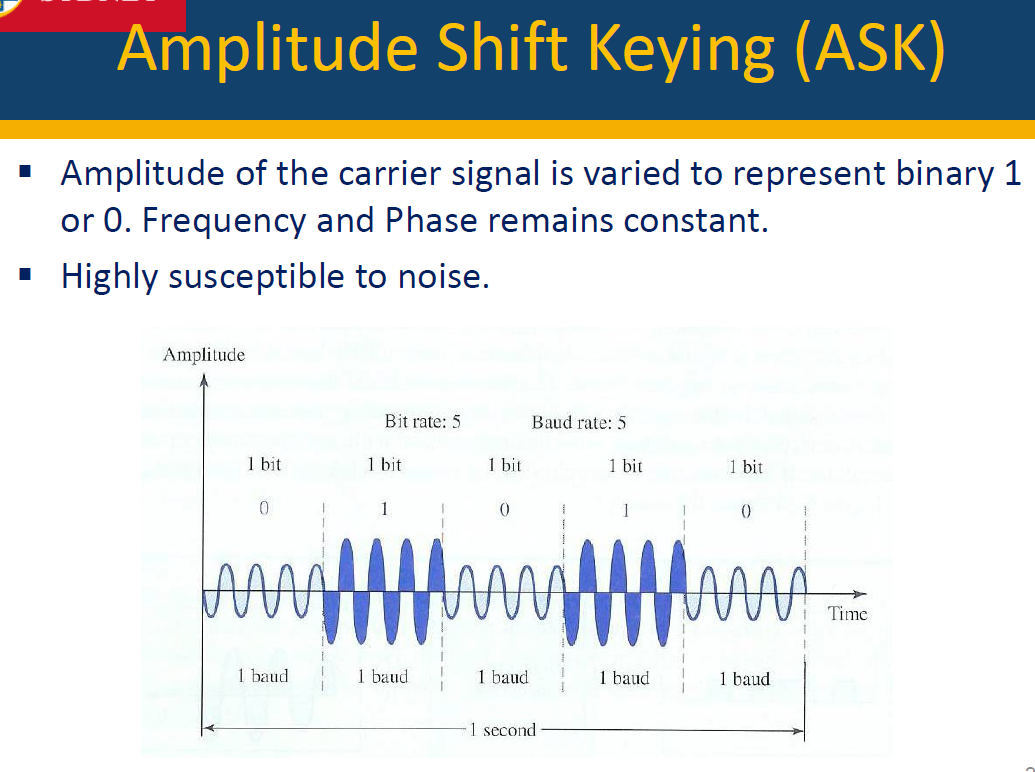 Amplitude Shift Keying (ASK)
▪ Amplitude of the carrier signal is varied to represent binary 1
or 0. Frequency and Phase remains constant.
▪ Highly susceptible to noise.
Amplitude
Bit rate: 5 Baud rate: 5
1 bit 1 bit 1 bit 1 bit 1 bit
0 1 0 1 0
Time
1 baud 1 baud 1 baud 1 baud 1 baud
1 second